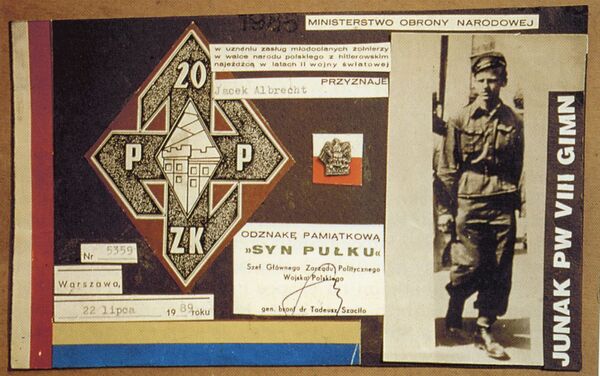 1985
MINISTERSTWO OBRONY NARODOWEJ
w uznaniu zasług młodocianych żołnierzy
w walce narodu polskiego z hitlerowskim
najeźdźcą w latach II wojny światowej
PRZYZNAJE
Jacek Albrecht
20
P P
ZK
ODZNAKĘ PAMIĄTKOWĄ
»SYN PUŁKU«
Szef Głównego Zarządu Politycznego
Wojska Polskiego
gen. broni dr Tadeusz Szaciło
Nr 5359
Warszawa,
22 lipca 1989 roku
JUNAK PW VIII GIMN